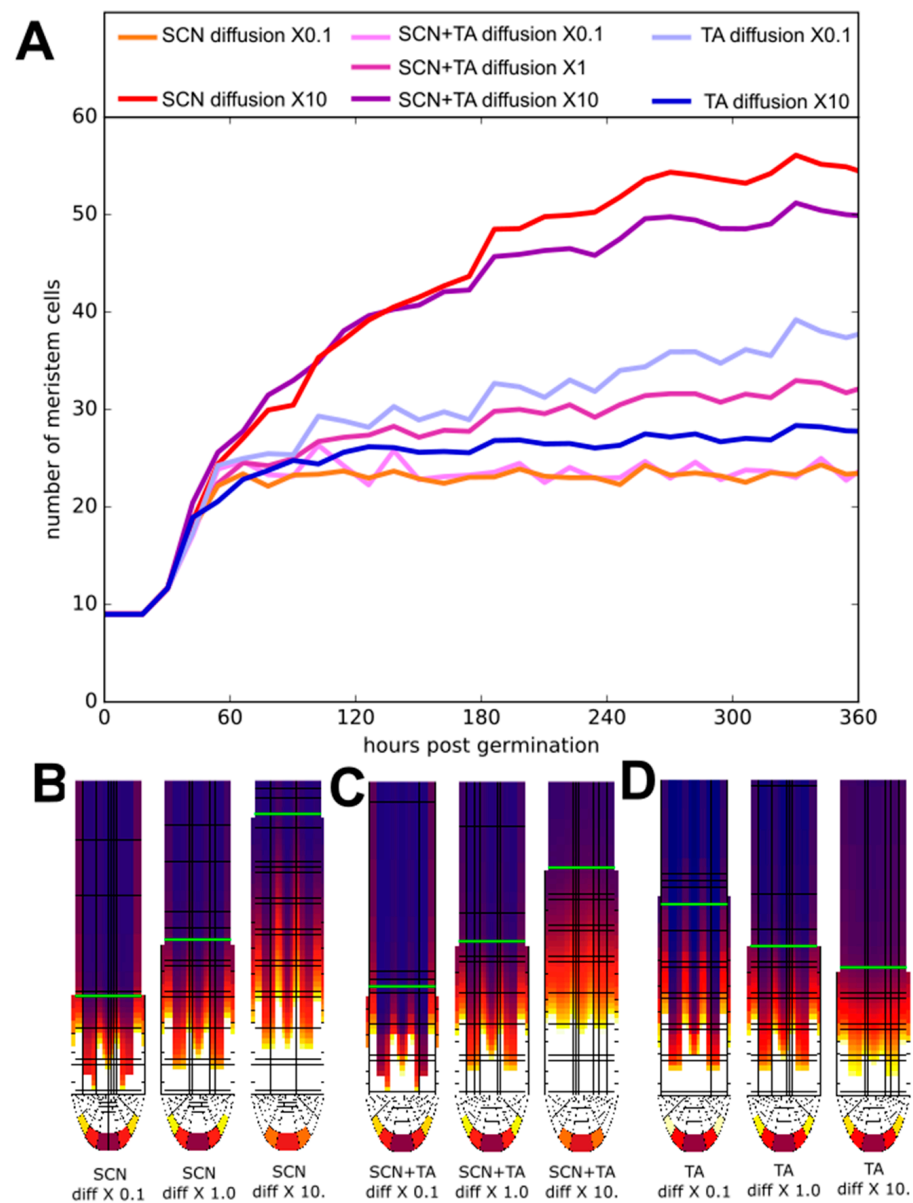 A
SCN diffusion X0.1
SCN+TA diffusion X0.1
TA diffusion X0.1
SCN+TA diffusion X1
SCN diffusion X10
SCN+TA diffusion X10
TA diffusion X10
60
50
40
30
20
10
0
number of meristem cells
0 60 120 180 240 300 360
hours post germination
B
C
D
SCN
diff X 0.1
SCN
diff X 1.0
SCN
diff X 10.
SCN+TA
diff X 0.1
SCN+TA
diff X 1.0
SCN+TA
diff X 10.
TA
diff X 0.1
TA
diff X 1.0
TA
diff X 10.